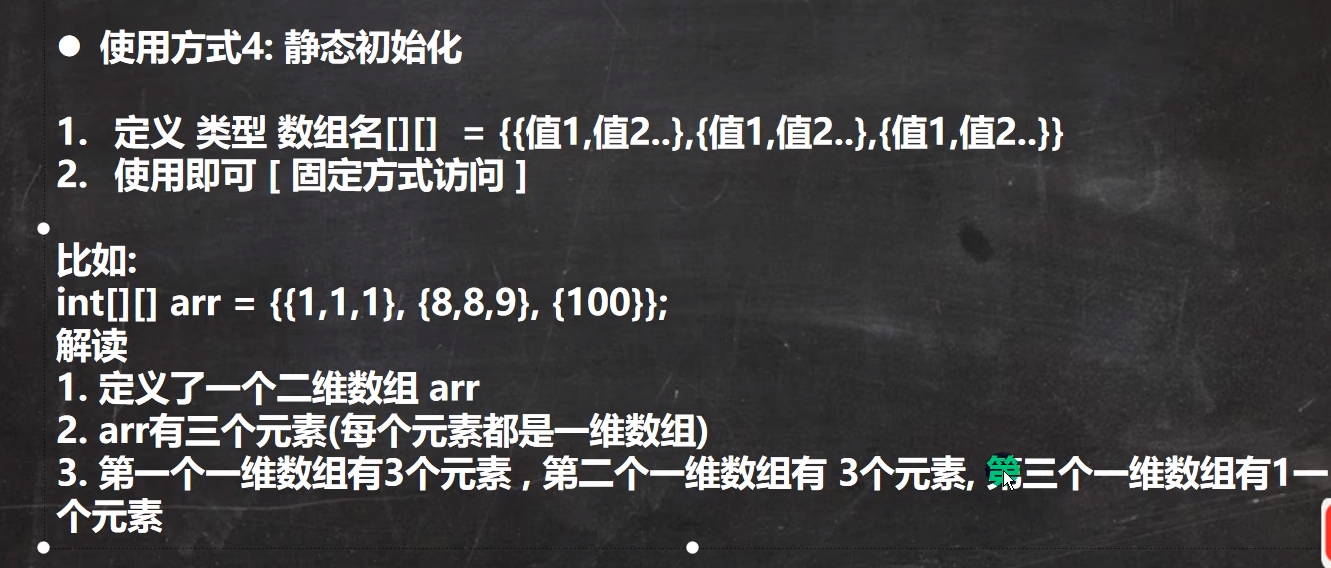 ● 使用方式4: 静态初始化
1. 定义 类型 数组名[][] = {{值1,值2..},{值1,值2..},{值1,值2..}}
2. 使用即可 [ 固定方式访问 ]
比如:
int[][] arr = {{1,1,1}, {8,8,9}, {100}};
解读
1. 定义了一个二维数组 arr
2. arr有三个元素(每个元素都是一维数组)
3. 第一个一维数组有3个元素 , 第二个一维数组有 3个元素, 第三个一维数组有1一
个元素